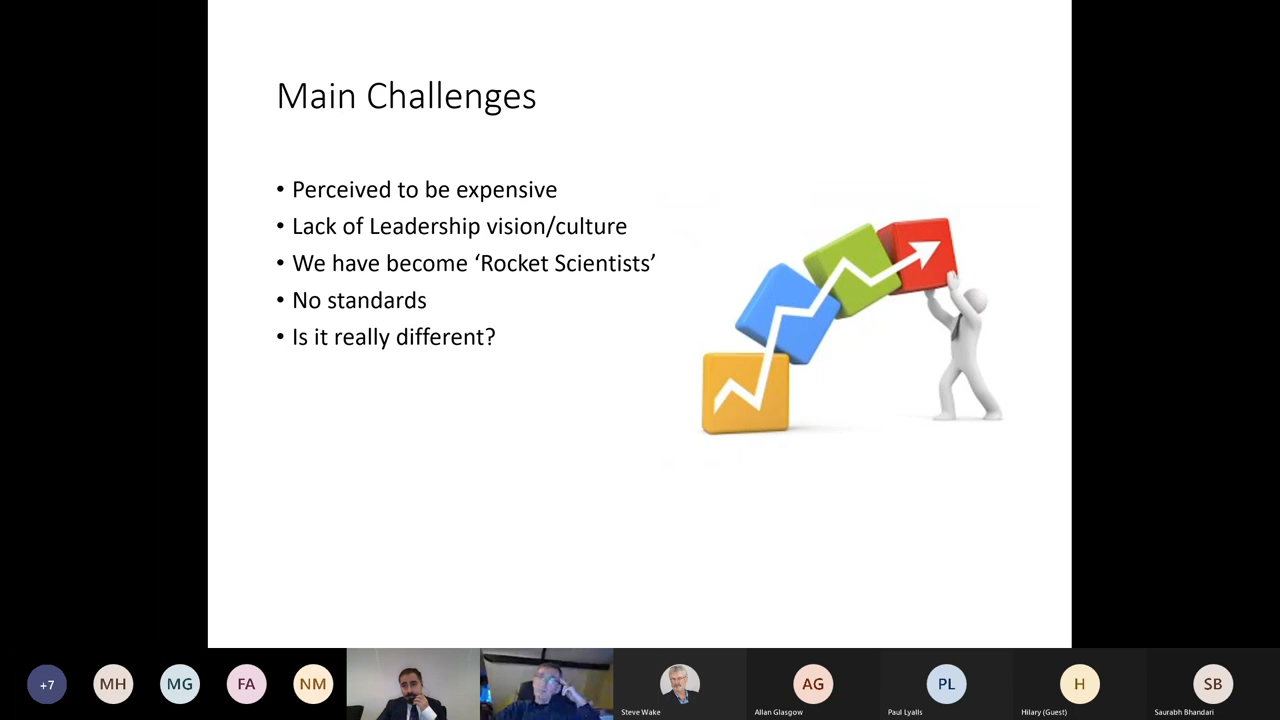 Main Challenges
• Perceived to be expensive
• Lack of Leadership vision/culture
• We have become ‘Rocket Scientists’
• No standards
• Is it really different?
+7
MH
MG
FA
NM
Steve Wake
AG
Allan Glasgow
PL
Paul Lyalls
H
Hilary (Guest)
SB
Saurabh Bhandari